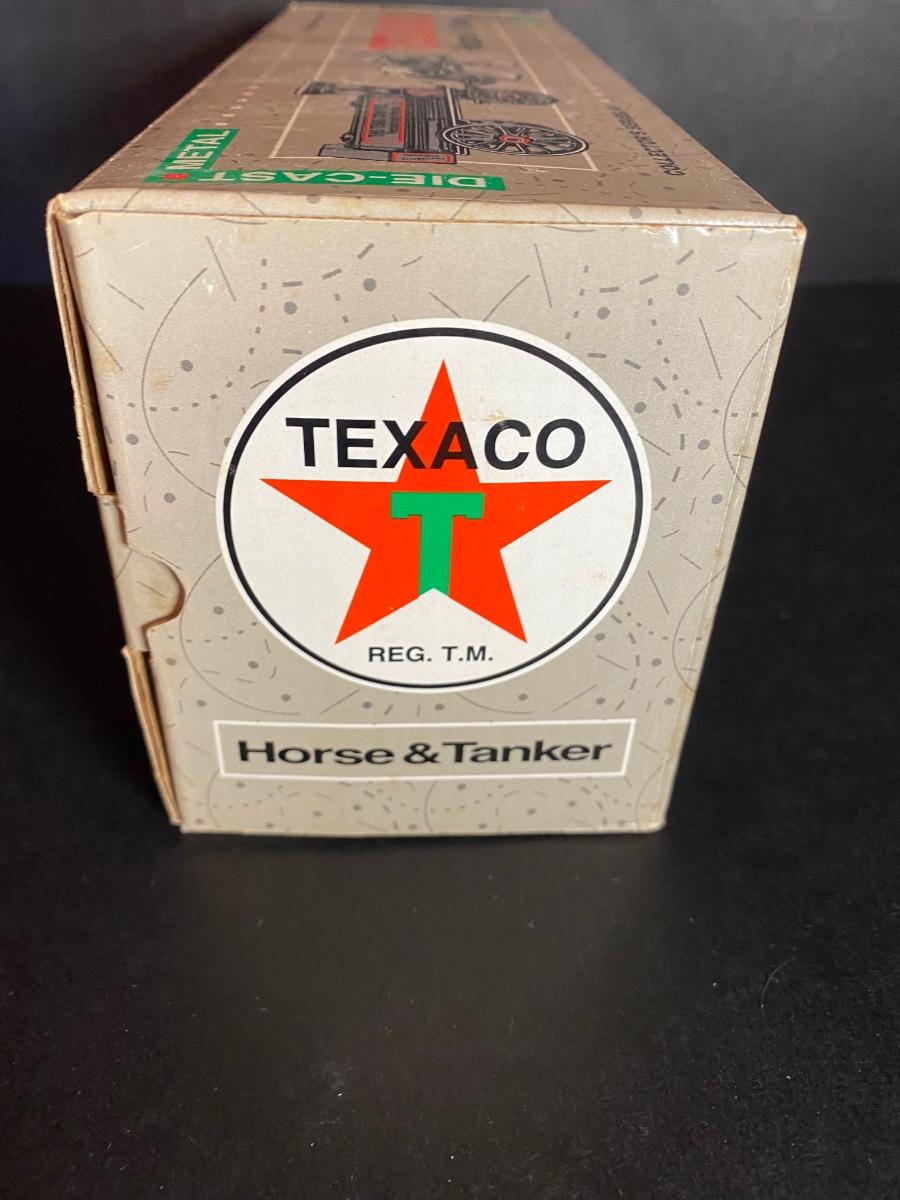 METAL
DIE-CAST
TEXACO
T
REG. T.M.
Horse & Tanker